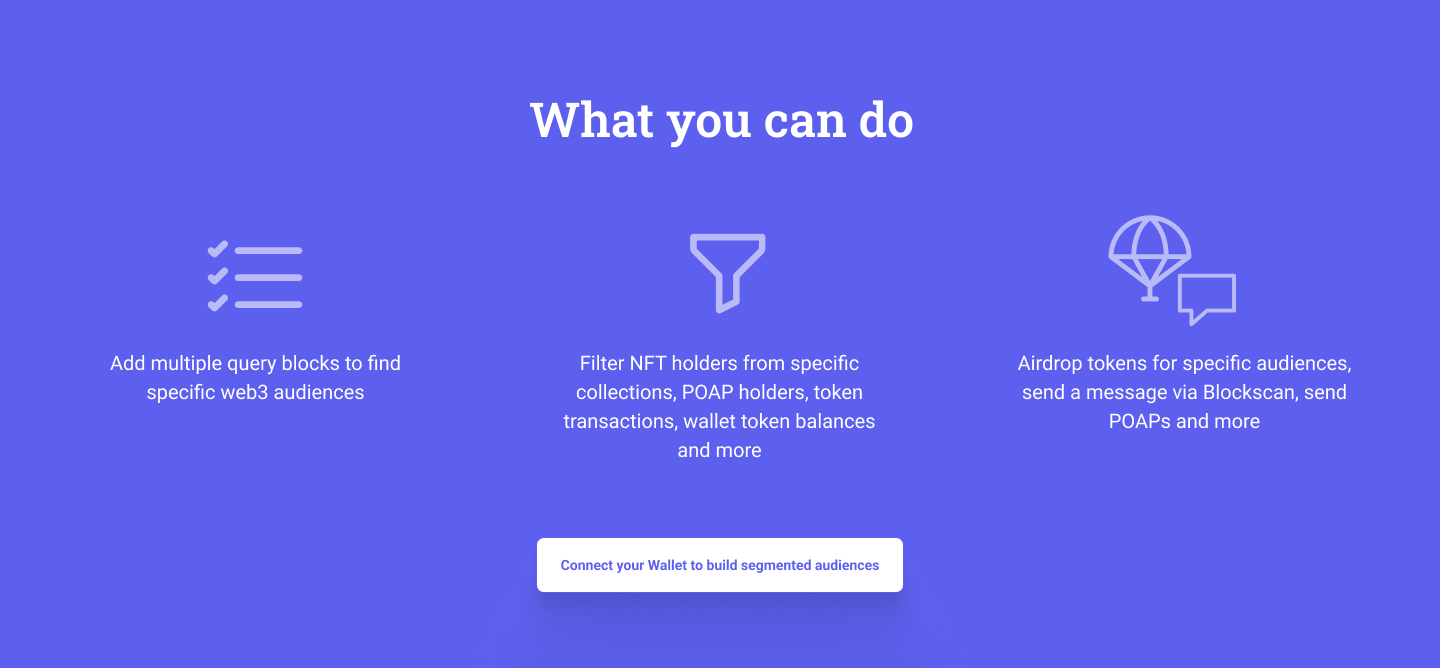 What you can do
Add multiple query blocks to find
specific web3 audiences
Filter NFT holders from specific
collections, POAP holders, token
transactions, wallet token balances
and more
Airdrop tokens for specific audiences,
send a message via Blockscan, send
POAPs and more
Connect your Wallet to build segmented audiences